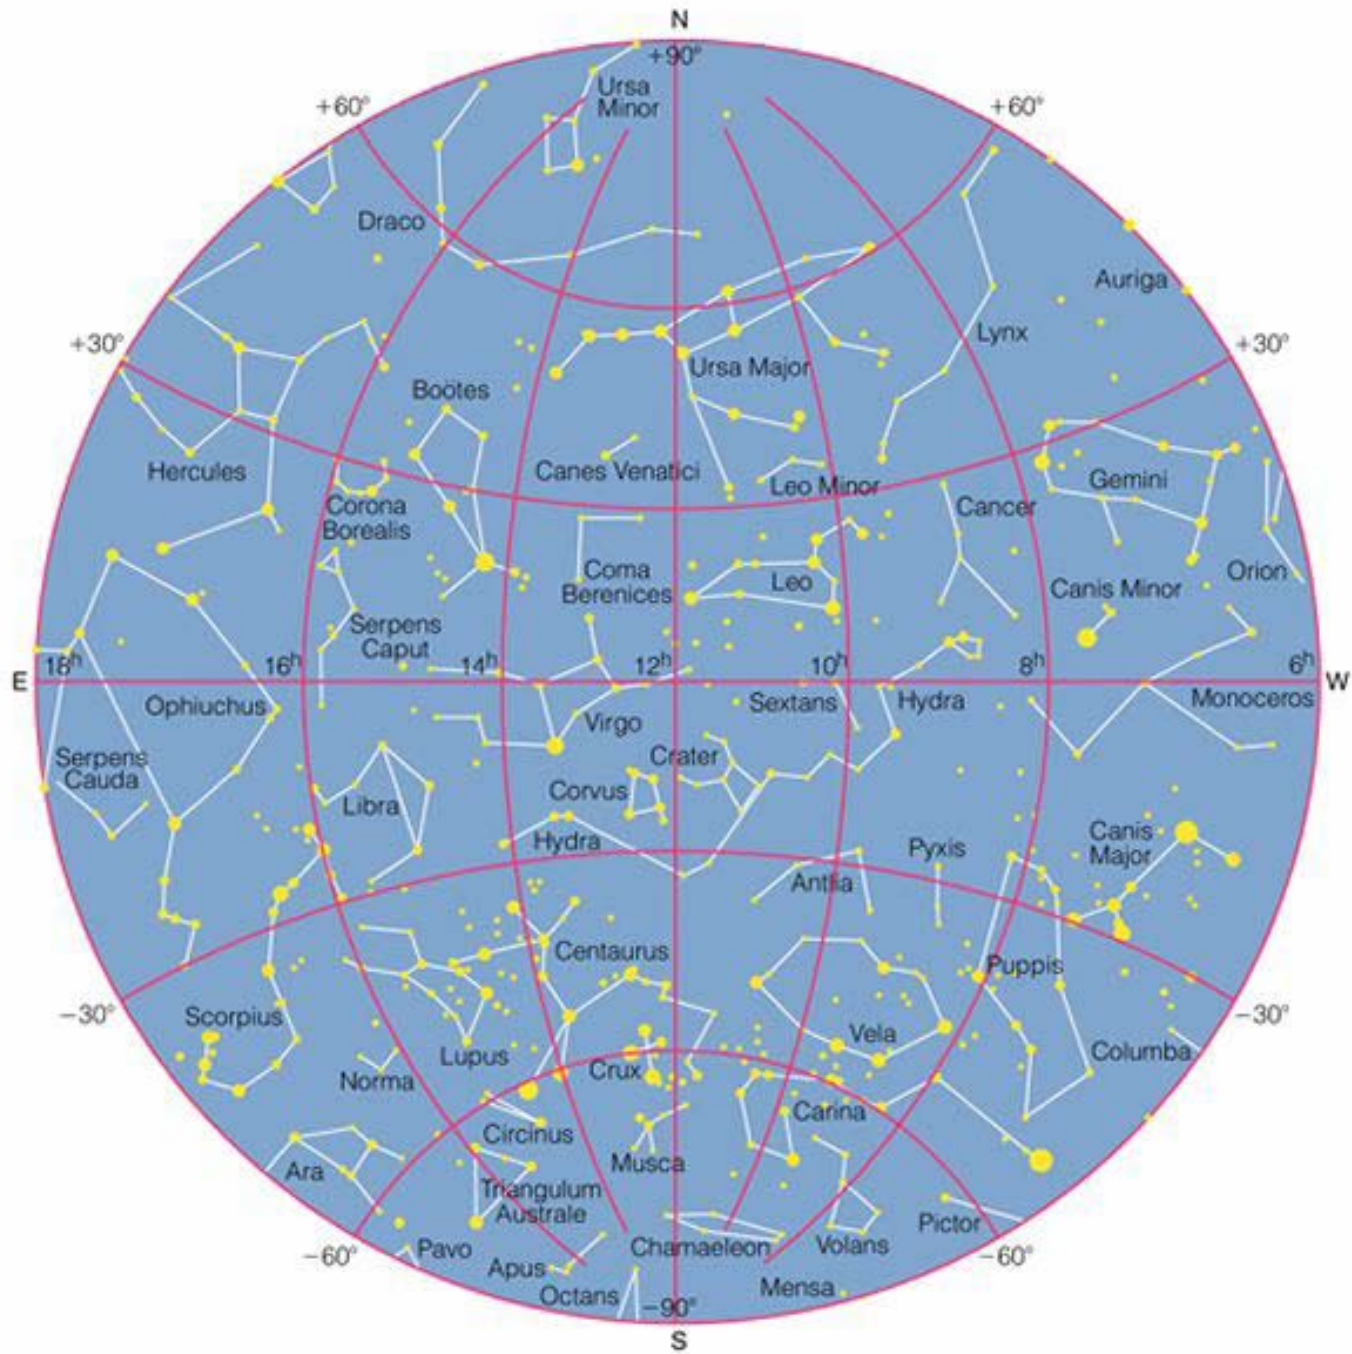 N
+90°
Ursa
Minor
+60°
+60°
Draco
Auriga
Lynx
+30°
+30°
Ursa Major
Boötes
Hercules
Canes Venatici
Leo Minor
Gemini
Corona
Borealis
Cancer
Coma
Berenices
Leo
Canis Minor
Orion
Serpens
Caput
E
18h
16h
14h
12h
10h
8h
6h
W
Ophiuchus
Virgo
Sextans
Hydra
Monoceros
Serpens
Cauda
Crater
Libra
Corvus
Hydra
Antlia
Pyxis
Canis
Major
Centaurus
Puppis
−30°
−30°
Scorpius
Lupus
Vela
Columba
Norma
Crux
Carina
Circinus
Ara
Musca
Triangulum
Australe
Pictor
Pavo
Chamaeleon
Volans
−60°
−60°
Apus
Octans
Mensa
−90°
S